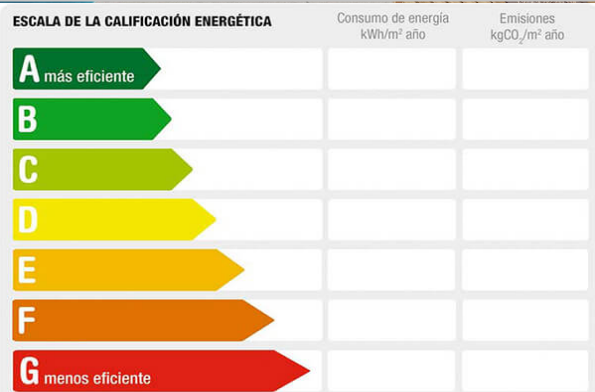 ESCALA DE LA CALIFICACIÓN ENERGÉTICA
Consumo de energía
kWh/m² año
Emisiones
kgCO₂/m² año
A más eficiente
B
C
D
E
F
G menos eficiente